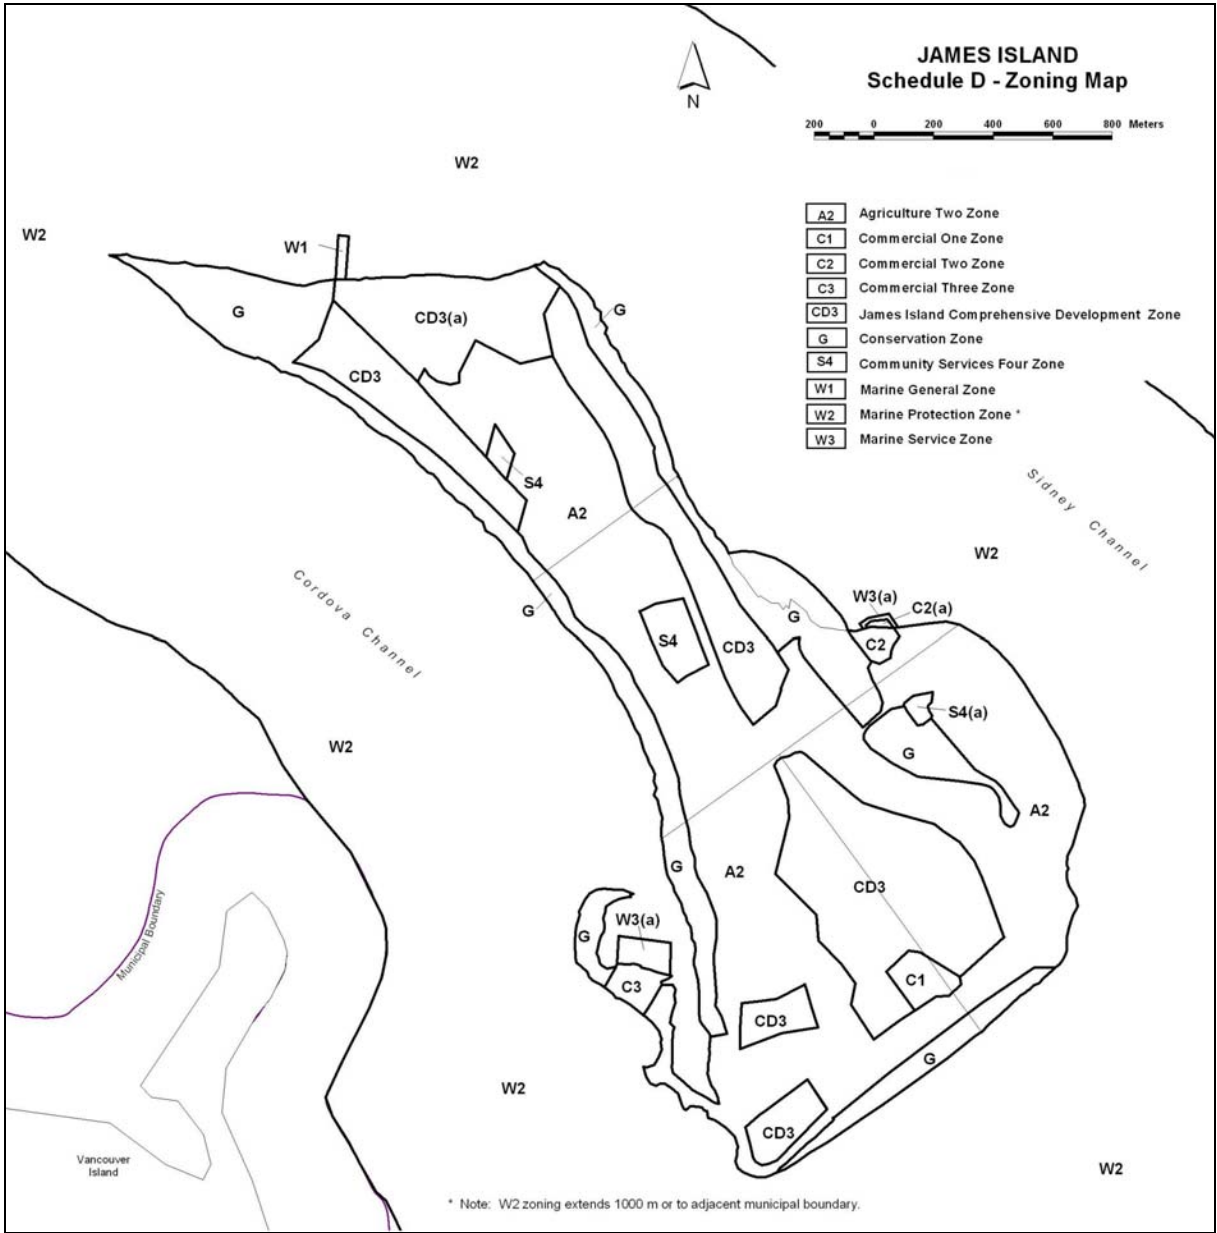 JAMES ISLAND
Schedule D - Zoning Map
N
200 0 200 400 600 800 Meters
A2 Agriculture Two Zone
C1 Commercial One Zone
C2 Commercial Two Zone
C3 Commercial Three Zone
CD3 James Island Comprehensive Development Zone
G Conservation Zone
S4 Community Services Four Zone
W1 Marine General Zone
W2 Marine Protection Zone *
W3 Marine Service Zone
W2
W2
W1
G
CD3(a)
G
CD3
S4
A2
Sidney Channel
W2
Cordova Channel
G
W3(a)
C2(a)
G
C2
S4
CD3
S4(a)
W2
G
A2
G
A2
CD3
W3(a)
G
C3
C1
CD3
Municipal Boundary
G
W2
CD3
Vancouver
Island
W2
* Note: W2 zoning extends 1000 m or to adjacent municipal boundary.